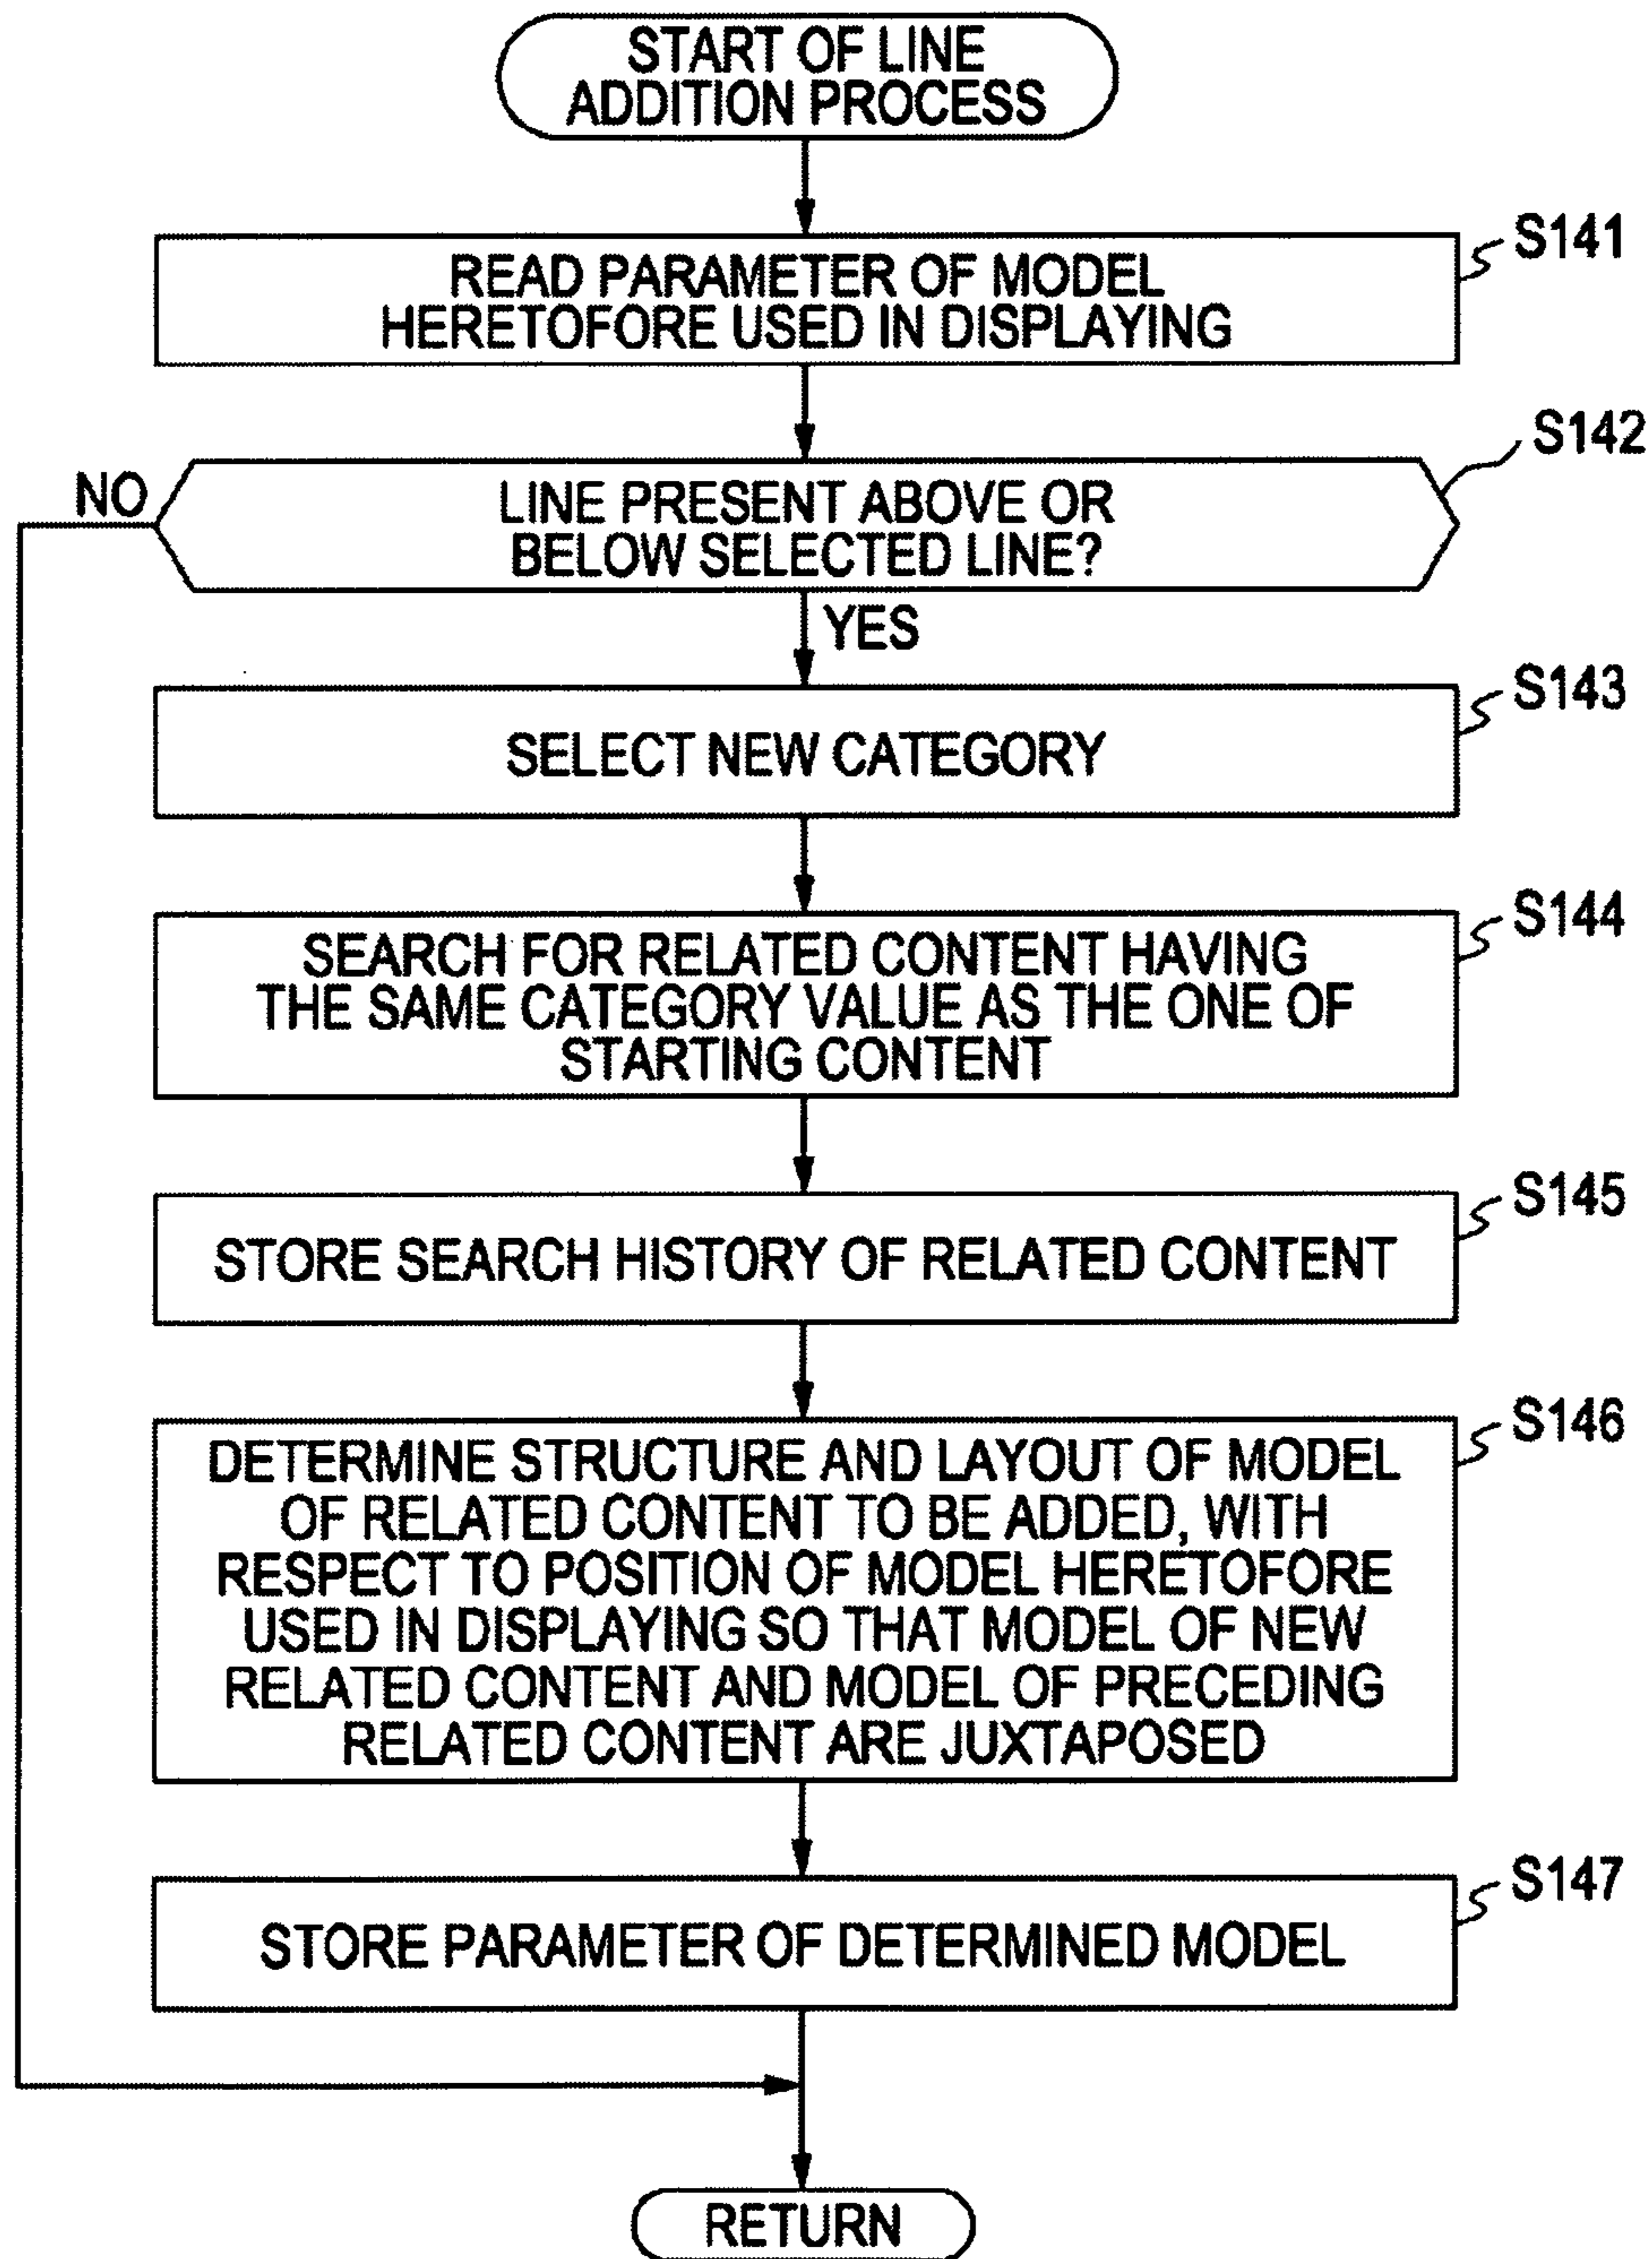 START OF LINE
ADDITION PROCESS
S141
READ PARAMETER OF MODEL
HERETOFORE USED IN DISPLAYING
S142
NO
LINE PRESENT ABOVE OR
BELOW SELECTED LINE?
YES
S143
SELECT NEW CATEGORY
S144
SEARCH FOR RELATED CONTENT HAVING
THE SAME CATEGORY VALUE AS THE ONE OF
STARTING CONTENT
S145
STORE SEARCH HISTORY OF RELATED CONTENT
S146
DETERMINE STRUCTURE AND LAYOUT OF MODEL
OF RELATED CONTENT TO BE ADDED, WITH
RESPECT TO POSITION OF MODEL HERETOFORE
USED IN DISPLAYING SO THAT MODEL OF NEW
RELATED CONTENT AND MODEL OF PRECEDING
RELATED CONTENT ARE JUXTAPOSED
S147
STORE PARAMETER OF DETERMINED MODEL
RETURN